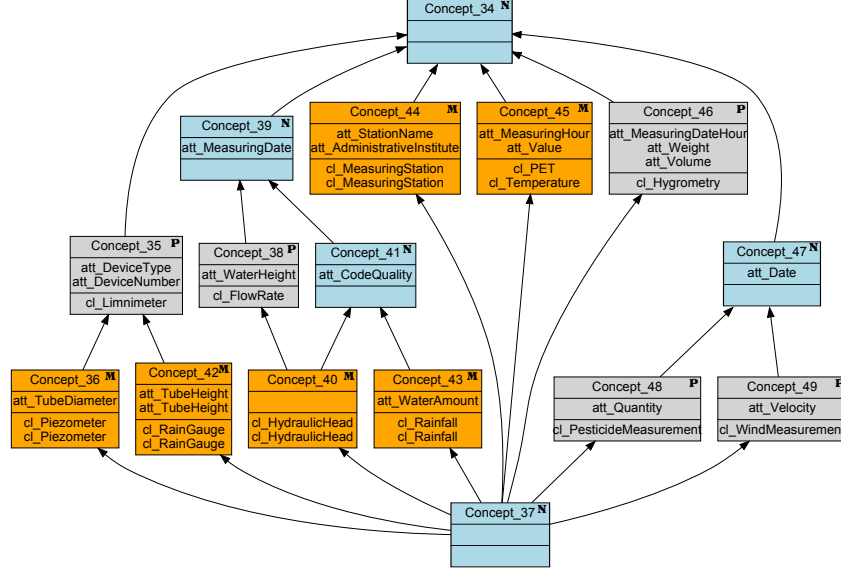 Concept_34 N
Concept_44 M
att_StationName
att_AdministrativeInstitute
cl_MeasuringStation
cl_MeasuringStation
Concept_45 M
att_MeasuringHour
att_Value
cl_PET
cl_Temperature
Concept_46 P
att_MeasuringDateHour
att_Weight
att_Volume
cl_Hygrometry
Concept_39 N
att_MeasuringDate
Concept_35 P
att_DeviceType
att_DeviceNumber
cl_Limnimeter
Concept_38 P
att_WaterHeight
cl_FlowRate
Concept_41 N
att_CodeQuality
Concept_47 N
att_Date
Concept_36 M
att_TubeDiameter
cl_Piezometer
cl_Piezometer
Concept_42 M
att_TubeHeight
att_TubeHeight
cl_RainGauge
cl_RainGauge
Concept_40 M
cl_HydraulicHead
cl_HydraulicHead
Concept_43 M
att_WaterAmount
cl_Rainfall
cl_Rainfall
Concept_48 P
att_Quantity
cl_PesticideMeasurement
Concept_49 P
att_Velocity
cl_WindMeasurement
Concept_37 N